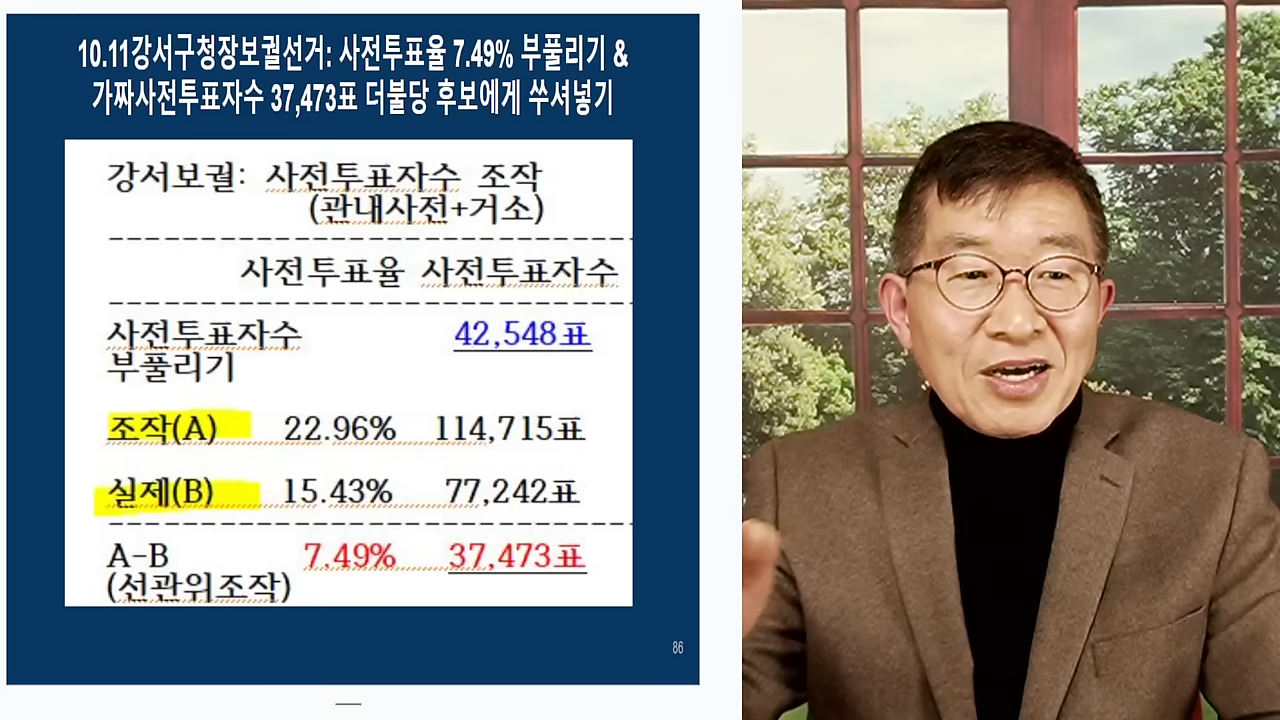 10.11강서구청장보궐선거: 사전투표율 7.49% 부풀리기 &
가짜사전투표자수 37,473표 더불당 후보에게 쑤셔넣기
강서보궐: 사전투표자수 조작
(관내사전+거소)
사전투표율 사전투표자수
사전투표자수 42,548표
부풀리기
조작(A) 22.96% 114,715표
실제(B) 15.43% 77,242표
A-B 7.49% 37,473표
(선관위조작)
86